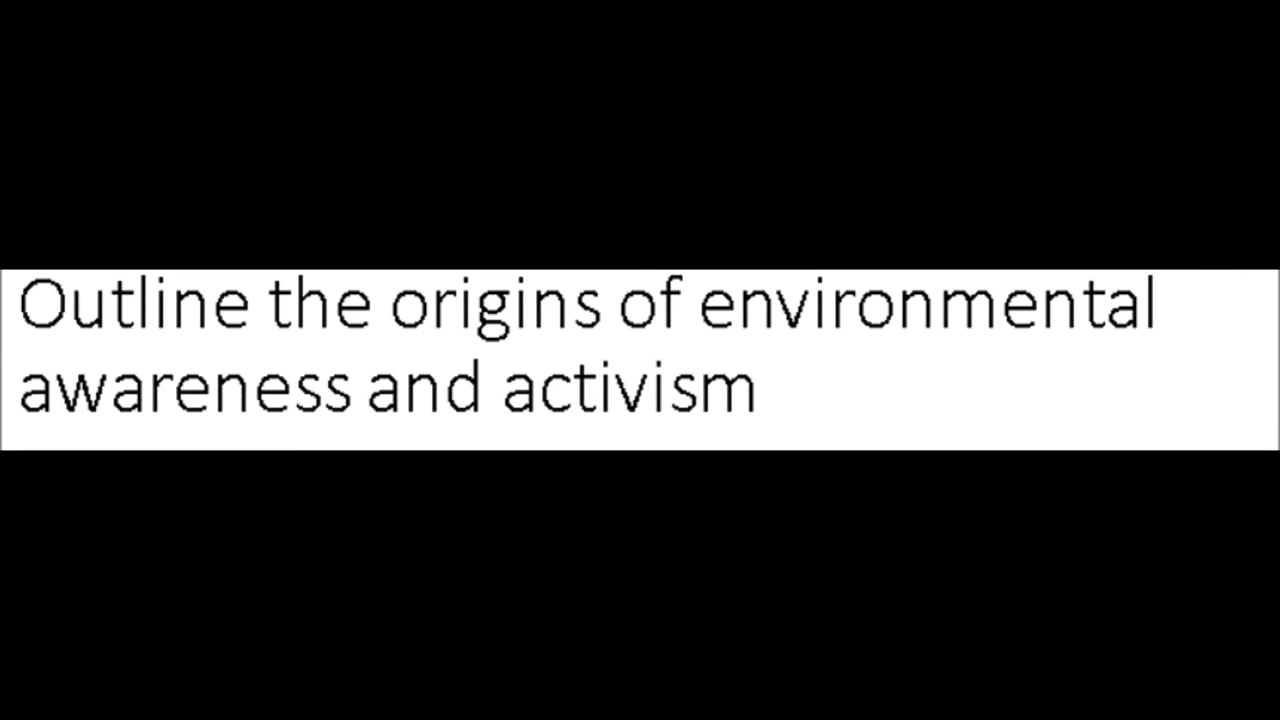 Outline the origins of environmental
awareness and activism